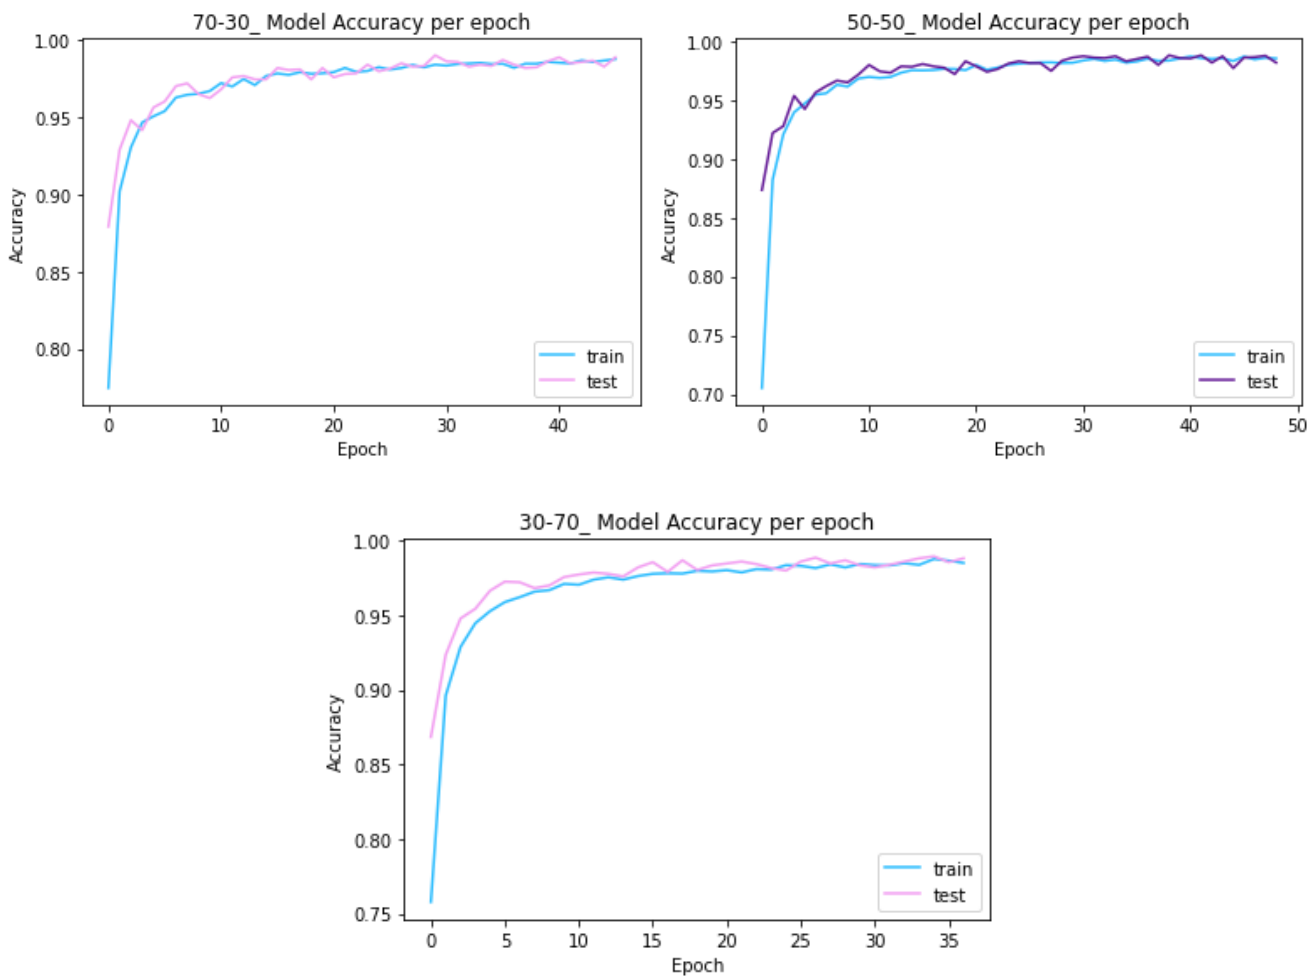 70-30_ Model Accuracy per epoch
1.00
0.95
0.90
0.85
0.80
Accuracy
0 10 20 30 40
Epoch
train
test
50-50_ Model Accuracy per epoch
1.00
0.95
0.90
0.85
0.80
0.75
0.70
Accuracy
0 10 20 30 40 50
Epoch
train
test
30-70_ Model Accuracy per epoch
1.00
0.95
0.90
0.85
0.80
0.75
Accuracy
0 5 10 15 20 25 30 35
Epoch
train
test